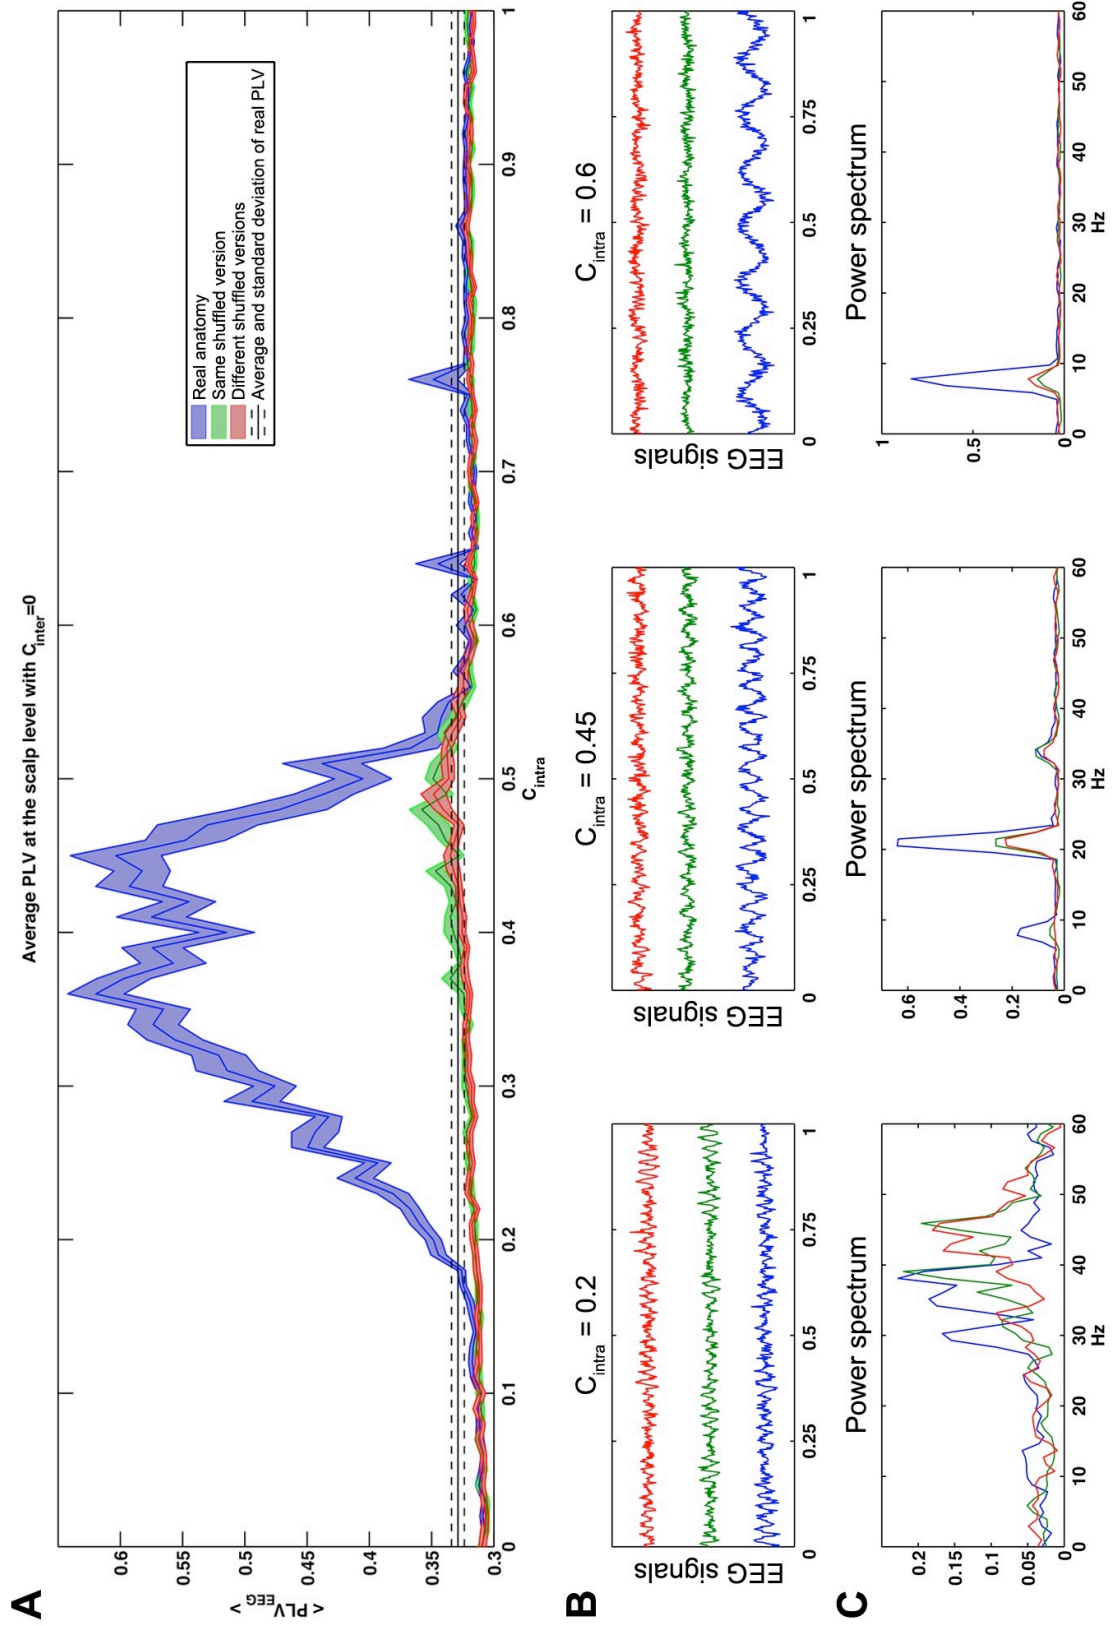 A
Average PLV at the scalp level with C_inter=0
< PLV_EEG >
0.6
0.55
0.5
0.45
0.4
0.35
0.3
0 0.1 0.2 0.3 0.4 0.5 0.6 0.7 0.8 0.9 1
C_intra
Real anatomy
Same shuffled version
Different shuffled versions
Average and standard deviation of real PLV
B
C_intra = 0.2
EEG signals
0 0.25 0.5 0.75 1
C_intra = 0.45
EEG signals
0 0.25 0.5 0.75 1
C_intra = 0.6
EEG signals
0 0.25 0.5 0.75 1
C
Power spectrum
0.2
0.15
0.1
0.05
0
0 10 20 30 40 50 60
Hz
Power spectrum
0.6
0.4
0.2
0
0 10 20 30 40 50 60
Hz
Power spectrum
1
0.5
0
0 10 20 30 40 50 60
Hz